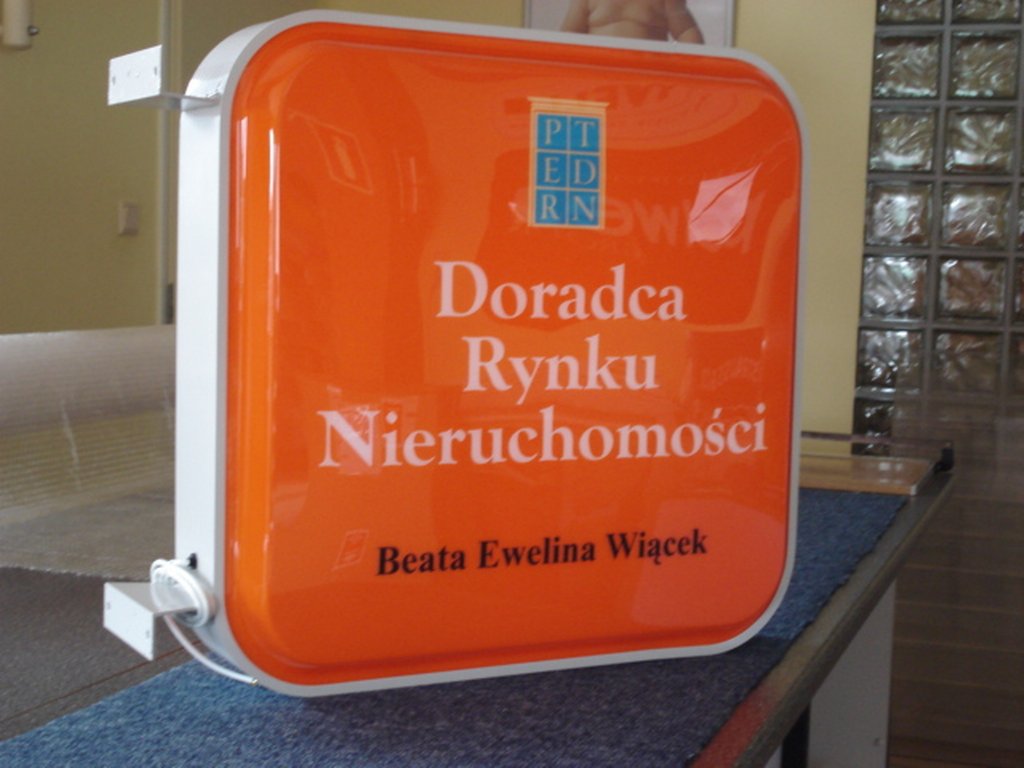 PT
ED
RN
Doradca
Rynku
Nieruchomości
Beata Ewelina Wiącek